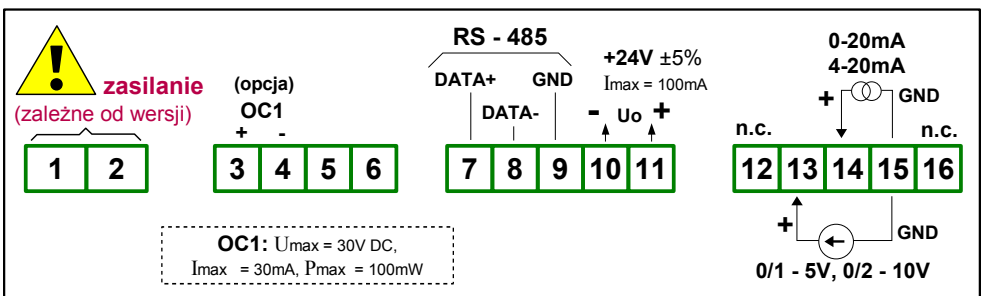 !
zasilanie
(zależne od wersji)
1 2
(opcja)
OC1
+ -
3 4 5 6
OC1: Umax = 30V DC,
Imax = 30mA, Pmax = 100mW
RS - 485
DATA+ GND
DATA-
+24V ±5%
Imax = 100mA
- Uo +
7 8 9 10 11
0-20mA
4-20mA
+ GND
n.c. n.c.
12 13 14 15 16
+ GND
0/1 - 5V, 0/2 - 10V